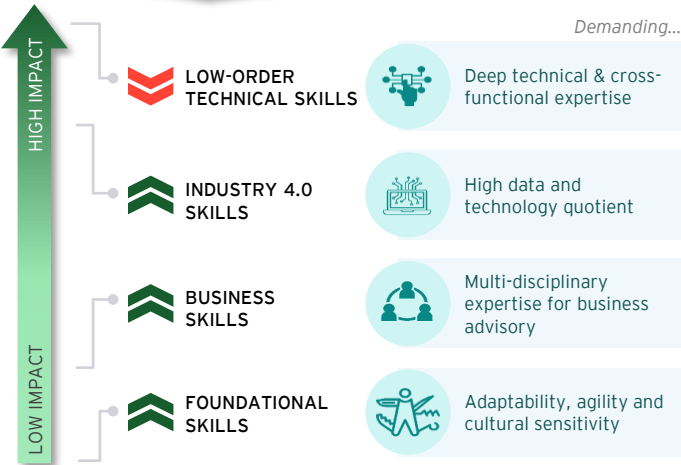 Demanding...
HIGH IMPACT
LOW-ORDER
TECHNICAL SKILLS
Deep technical & cross-
functional expertise
INDUSTRY 4.0
SKILLS
High data and
technology quotient
BUSINESS
SKILLS
Multi-disciplinary
expertise for business
advisory
LOW IMPACT
FOUNDATIONAL
SKILLS
Adaptability, agility and
cultural sensitivity